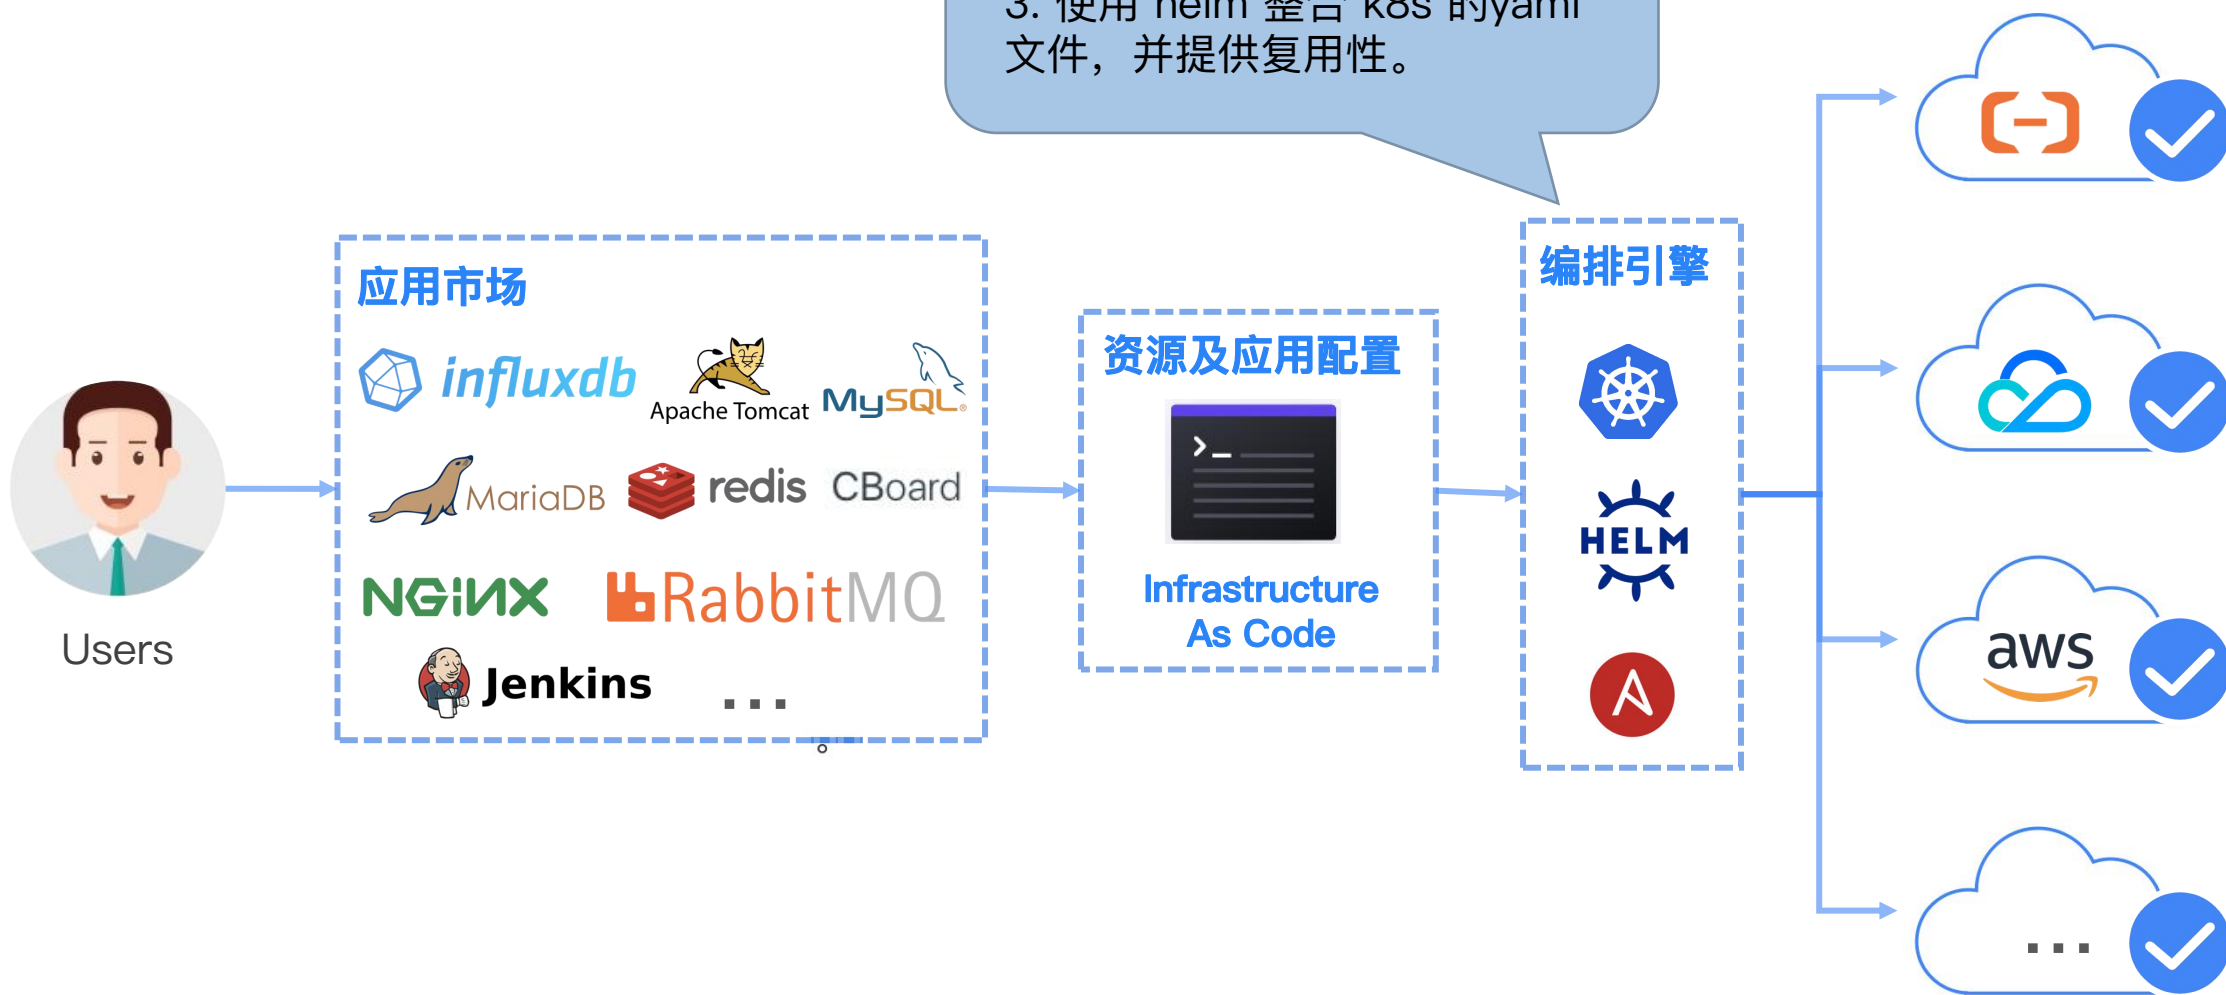 3. 使用 helm 整合 k8s 的yaml
文件，并提供复用性。
应用市场
influxdb
Apache Tomcat
MySQL
MariaDB
redis
CBoard
NGINX
RabbitMQ
Jenkins
...
Users
资源及应用配置
>_
Infrastructure
As Code
编排引擎
HELM
A
aws
...